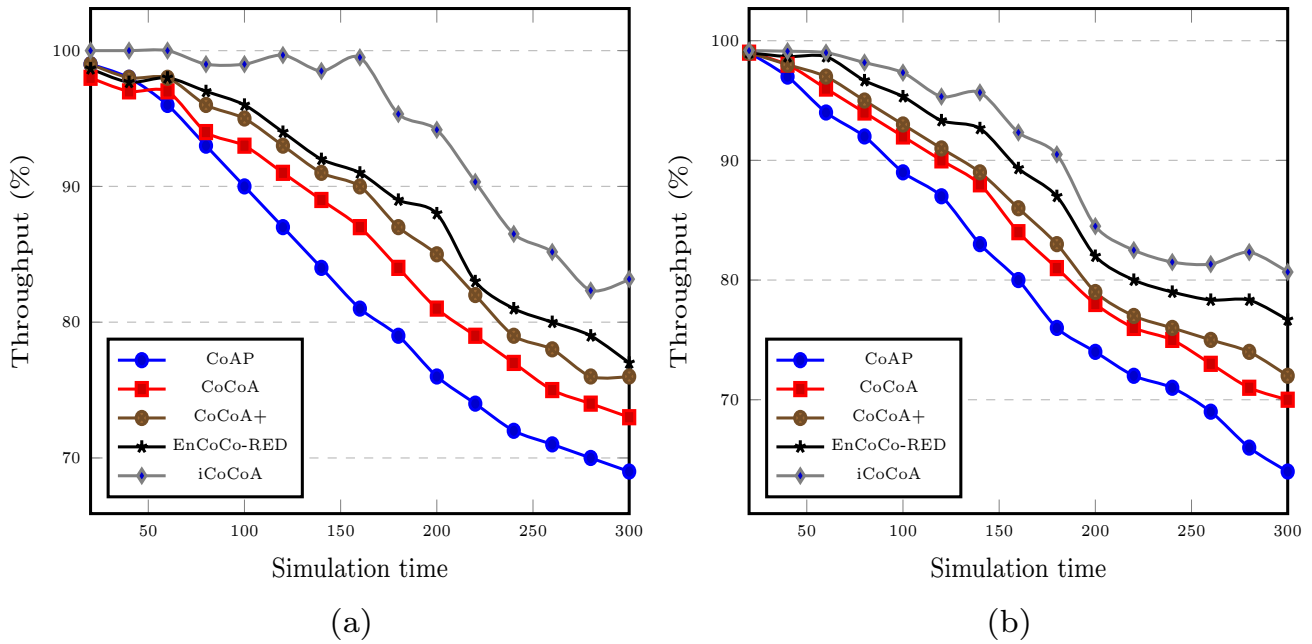 100
90
80
70
Throughput (%)
CoAP
CoCoA
CoCoA+
EnCoCo-RED
iCoCoA
50 100 150 200 250 300
Simulation time
(a)
100
90
80
70
Throughput (%)
CoAP
CoCoA
CoCoA+
EnCoCo-RED
iCoCoA
50 100 150 200 250 300
Simulation time
(b)